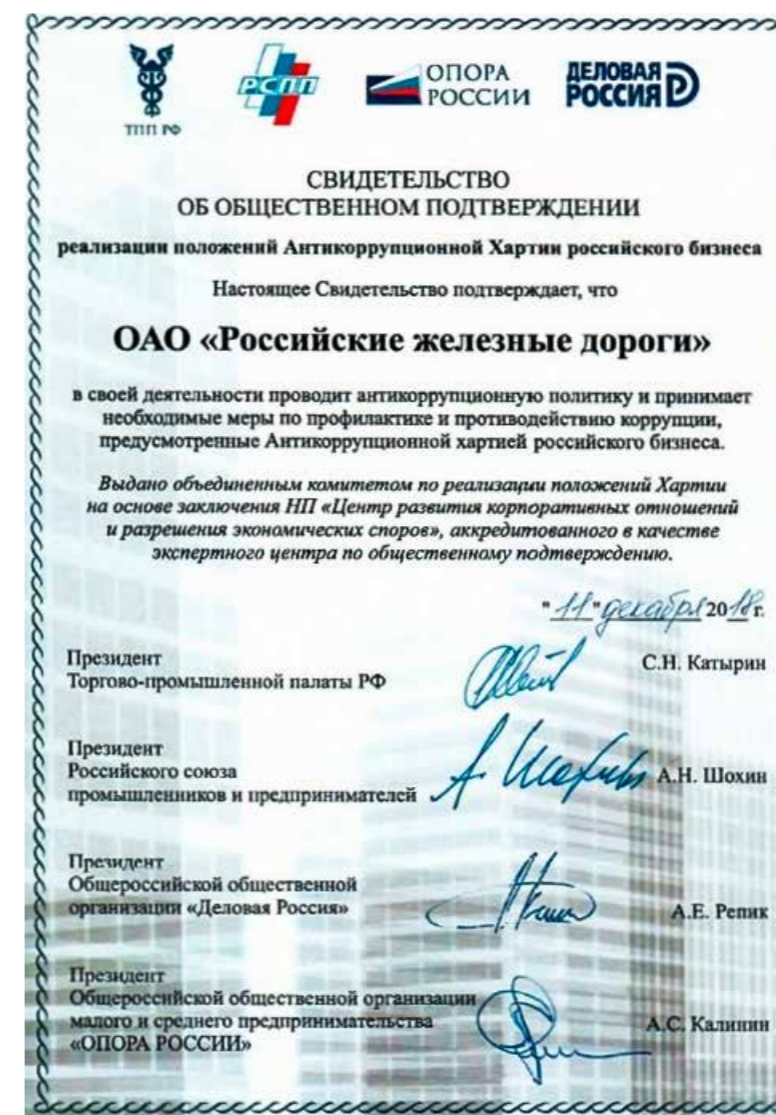 ТПП РФ
РСПП
ОПОРА
РОССИИ
ДЕЛОВАЯ
РОССИЯ
СВИДЕТЕЛЬСТВО
ОБ ОБЩЕСТВЕННОМ ПОДТВЕРЖДЕНИИ
реализации положений Антикоррупционной Хартии российского бизнеса
Настоящее Свидетельство подтверждает, что
ОАО «Российские железные дороги»
в своей деятельности проводит антикоррупционную политику и принимает
необходимые меры по профилактике и противодействию коррупции,
предусмотренные Антикоррупционной хартией российского бизнеса.
Выдано объединенным комитетом по реализации положений Хартии
на основе заключения НП «Центр развития корпоративных отношений
и разрешения экономических споров», аккредитованного в качестве
экспертного центра по общественному подтверждению.
"11" декабря 2018 г.
Президент
Торгово-промышленной палаты РФ
С.Н. Катырин
Президент
Российского союза
промышленников и предпринимателей
А.Н. Шохин
Президент
Общероссийской общественной
организации «Деловая Россия»
А.Е. Репик
Президент
Общероссийской общественной организации
малого и среднего предпринимательства
«ОПОРА РОССИИ»
А.С. Калинин